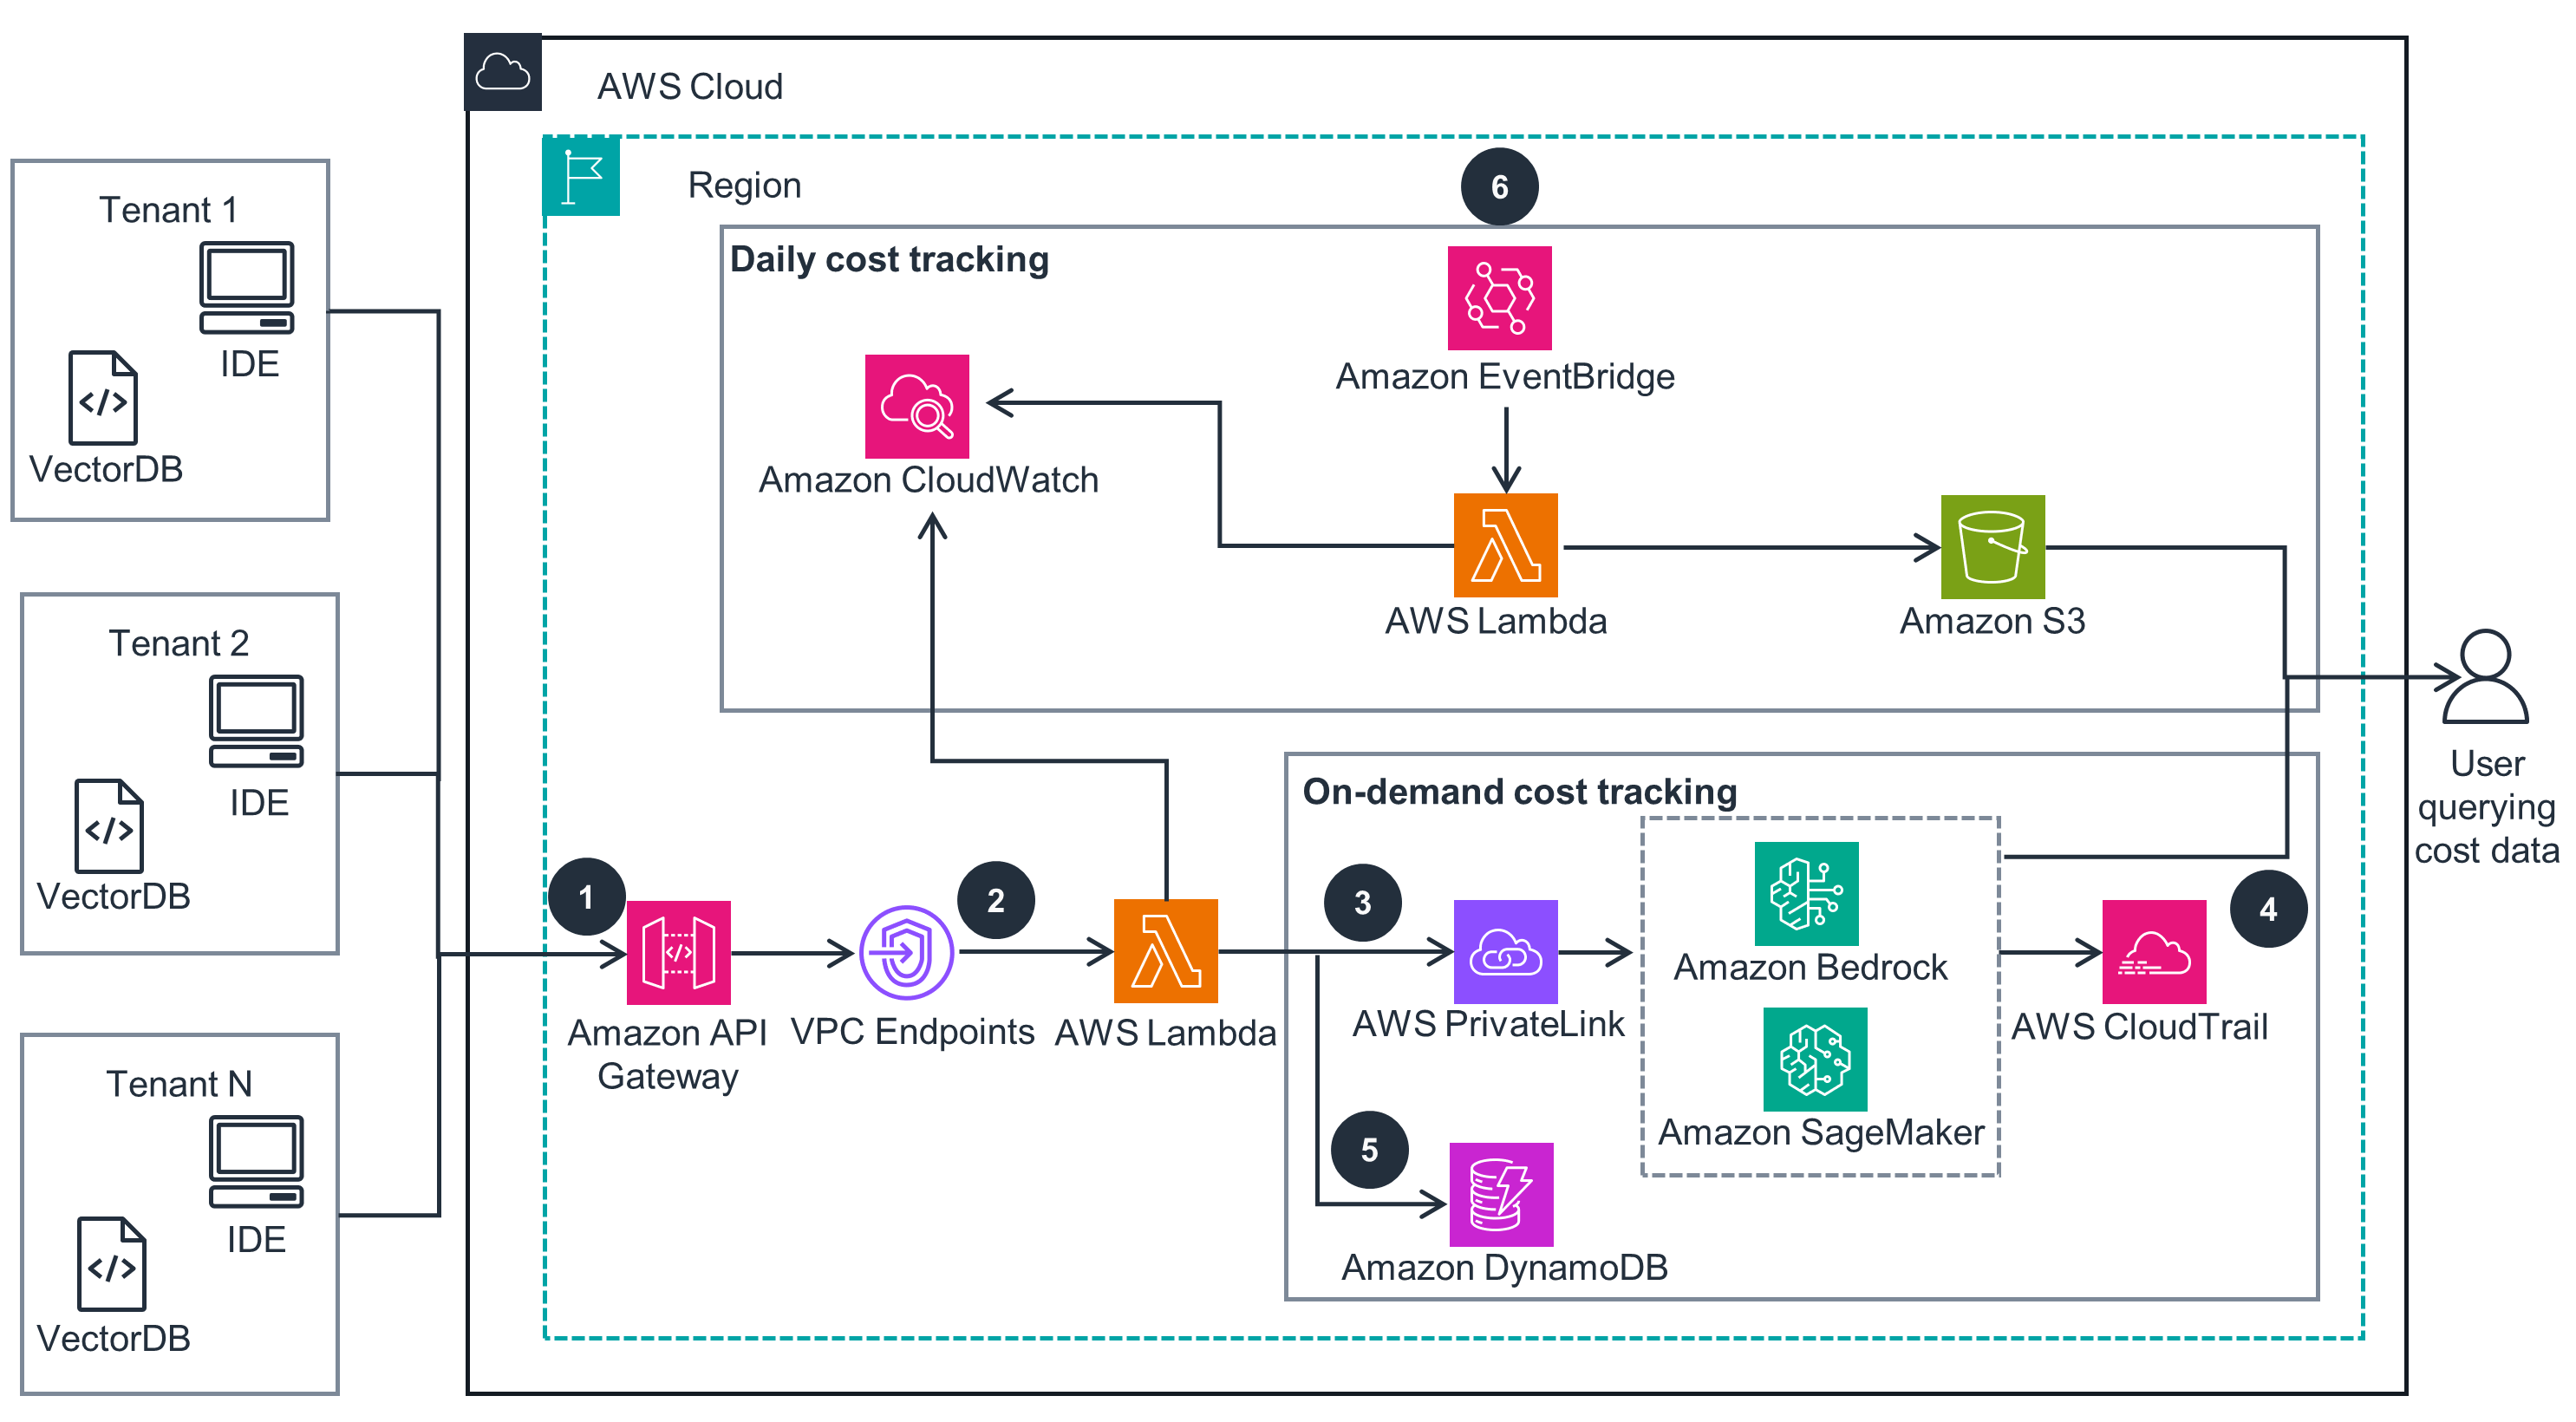 AWS Cloud
Region
Tenant 1
IDE
</>
VectorDB
Tenant 2
IDE
</>
VectorDB
Tenant N
IDE
</>
VectorDB
6
Daily cost tracking
Amazon EventBridge
Amazon CloudWatch
AWS Lambda
Amazon S3
User
querying
cost data
On-demand cost tracking
1
</>
Amazon API
Gateway
VPC Endpoints
2
AWS Lambda
3
AWS PrivateLink
Amazon Bedrock
Amazon SageMaker
4
AWS CloudTrail
5
Amazon DynamoDB